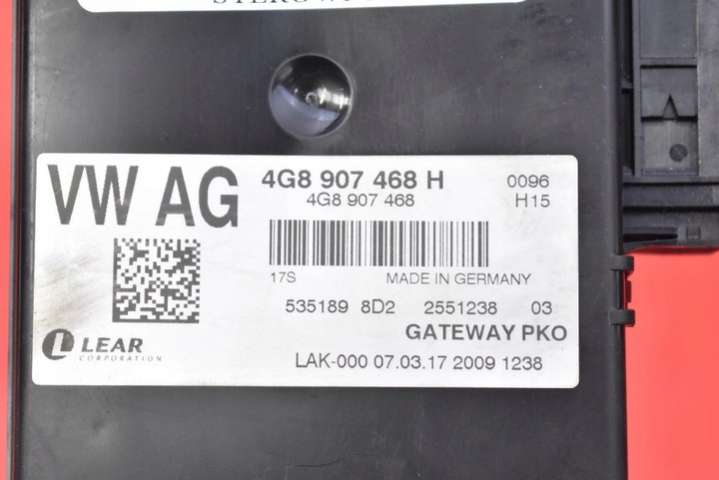 VW AG
4G8 907 468 H 0096
4G8 907 468 H15
17S MADE IN GERMANY
535189 8D2 2551238 03
GATEWAY PKO
LEAR
CORPORATION
LAK-000 07.03.17 2009 1238